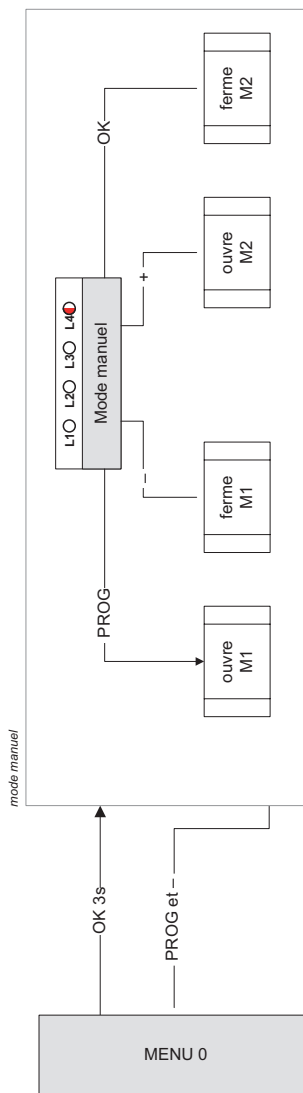 mode manuel
MENU 0
OK 3s
PROG et –
L1 L2 L3 L4
Mode manuel
PROG
–
+
OK
ouvre
M1
ferme
M1
ouvre
M2
ferme
M2